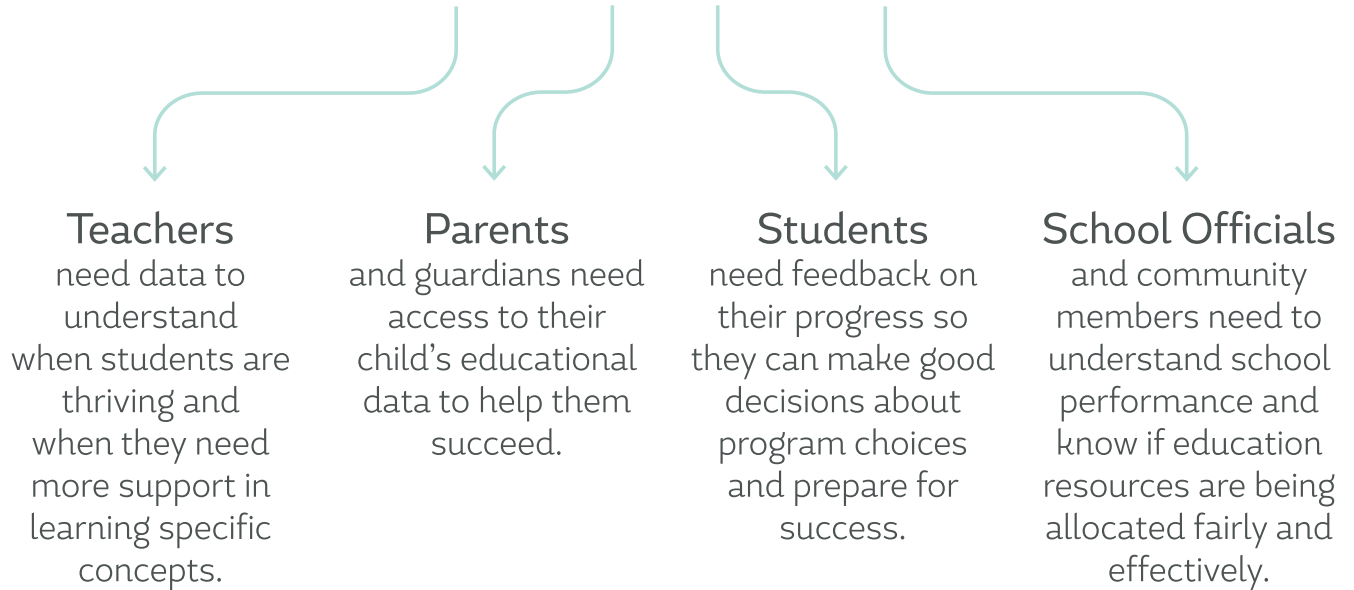 Teachers
need data to
understand
when students are
thriving and
when they need
more support in
learning specific
concepts.
Parents
and guardians need
access to their
child's educational
data to help them
succeed.
Students
need feedback on
their progress so
they can make good
decisions about
program choices
and prepare for
success.
School Officials
and community
members need to
understand school
performance and
know if education
resources are being
allocated fairly and
effectively.